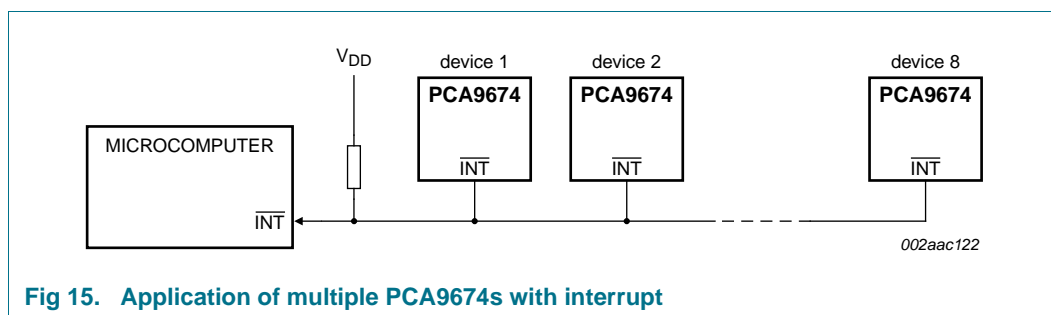 V_DD
device 1
device 2
device 8
PCA9674
PCA9674
PCA9674
MICROCOMPUTER
INT
INT
INT
INT
002aac122
Fig 15. Application of multiple PCA9674s with interrupt